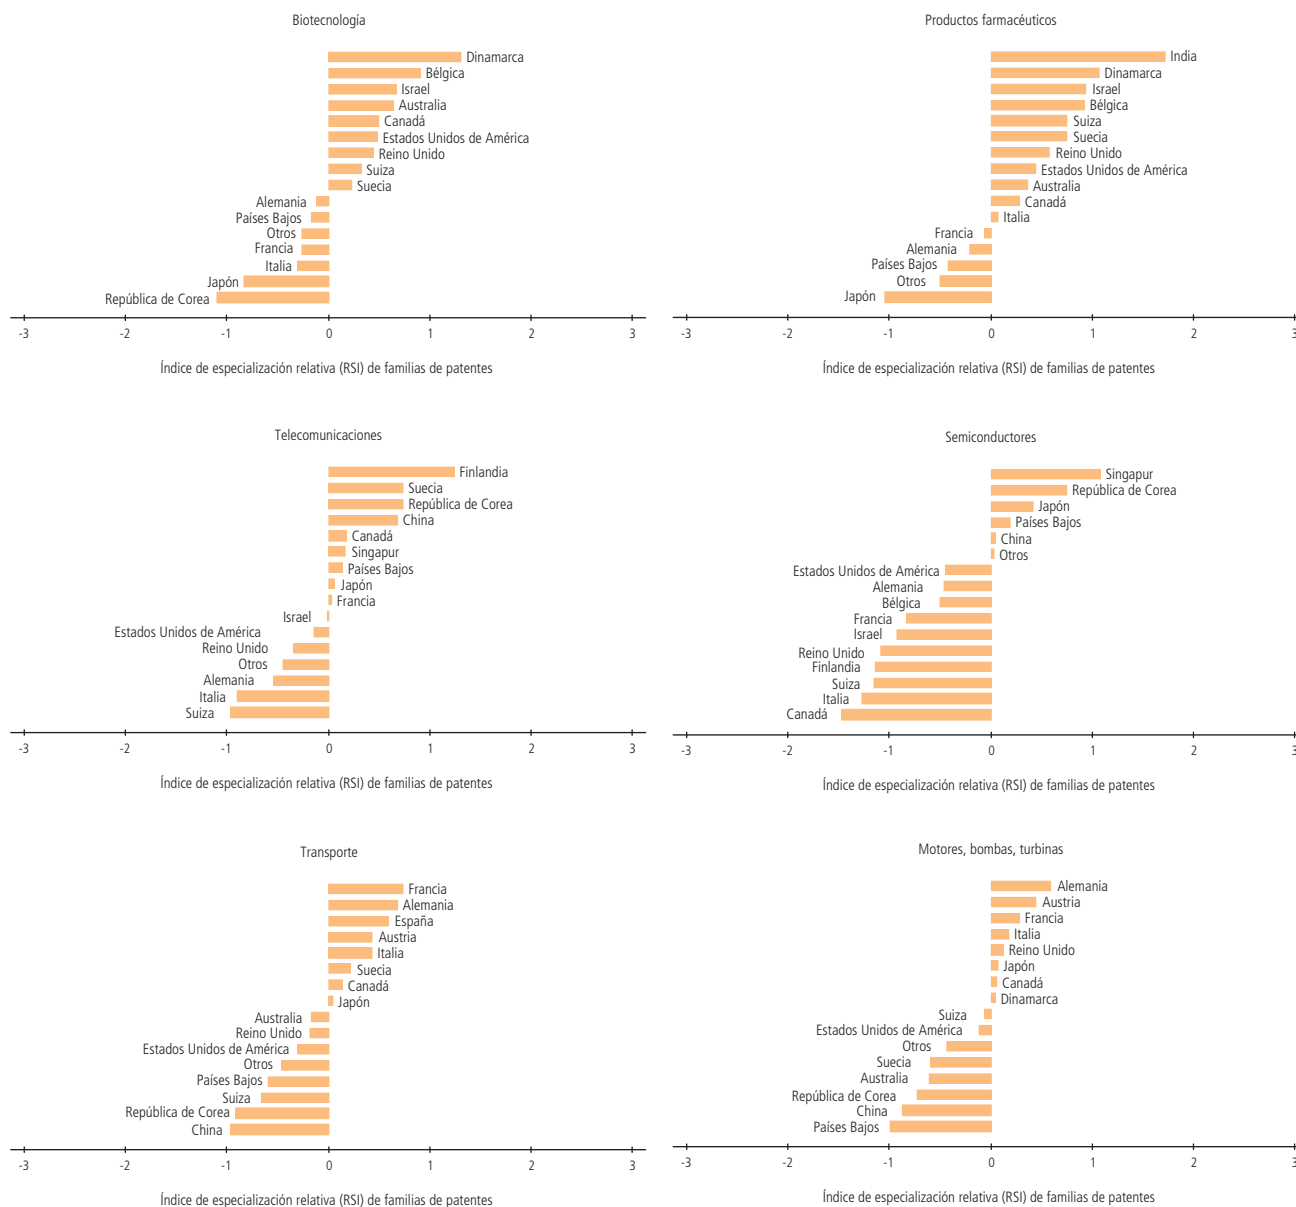 Biotecnología
Dinamarca
Bélgica
Israel
Australia
Canadá
Estados Unidos de América
Reino Unido
Suiza
Suecia
Alemania
Países Bajos
Otros
Francia
Italia
Japón
República de Corea
-3 -2 -1 0 1 2 3
Índice de especialización relativa (RSI) de familias de patentes
Productos farmacéuticos
India
Dinamarca
Israel
Bélgica
Suiza
Suecia
Reino Unido
Estados Unidos de América
Australia
Canadá
Italia
Francia
Alemania
Países Bajos
Otros
Japón
-3 -2 -1 0 1 2 3
Índice de especialización relativa (RSI) de familias de patentes
Telecomunicaciones
Finlandia
Suecia
República de Corea
China
Canadá
Singapur
Países Bajos
Japón
Francia
Israel
Estados Unidos de América
Reino Unido
Otros
Alemania
Italia
Suiza
-3 -2 -1 0 1 2 3
Índice de especialización relativa (RSI) de familias de patentes
Semiconductores
Singapur
República de Corea
Japón
Países Bajos
China
Otros
Estados Unidos de América
Alemania
Bélgica
Francia
Israel
Reino Unido
Finlandia
Suiza
Italia
Canadá
-3 -2 -1 0 1 2 3
Índice de especialización relativa (RSI) de familias de patentes
Transporte
Francia
Alemania
España
Austria
Italia
Suecia
Canadá
Japón
Australia
Reino Unido
Estados Unidos de América
Otros
Países Bajos
Suiza
República de Corea
China
-3 -2 -1 0 1 2 3
Índice de especialización relativa (RSI) de familias de patentes
Motores, bombas, turbinas
Alemania
Austria
Francia
Italia
Reino Unido
Japón
Canadá
Dinamarca
Suiza
Estados Unidos de América
Otros
Suecia
Australia
República de Corea
China
Países Bajos
-3 -2 -1 0 1 2 3
Índice de especialización relativa (RSI) de familias de patentes